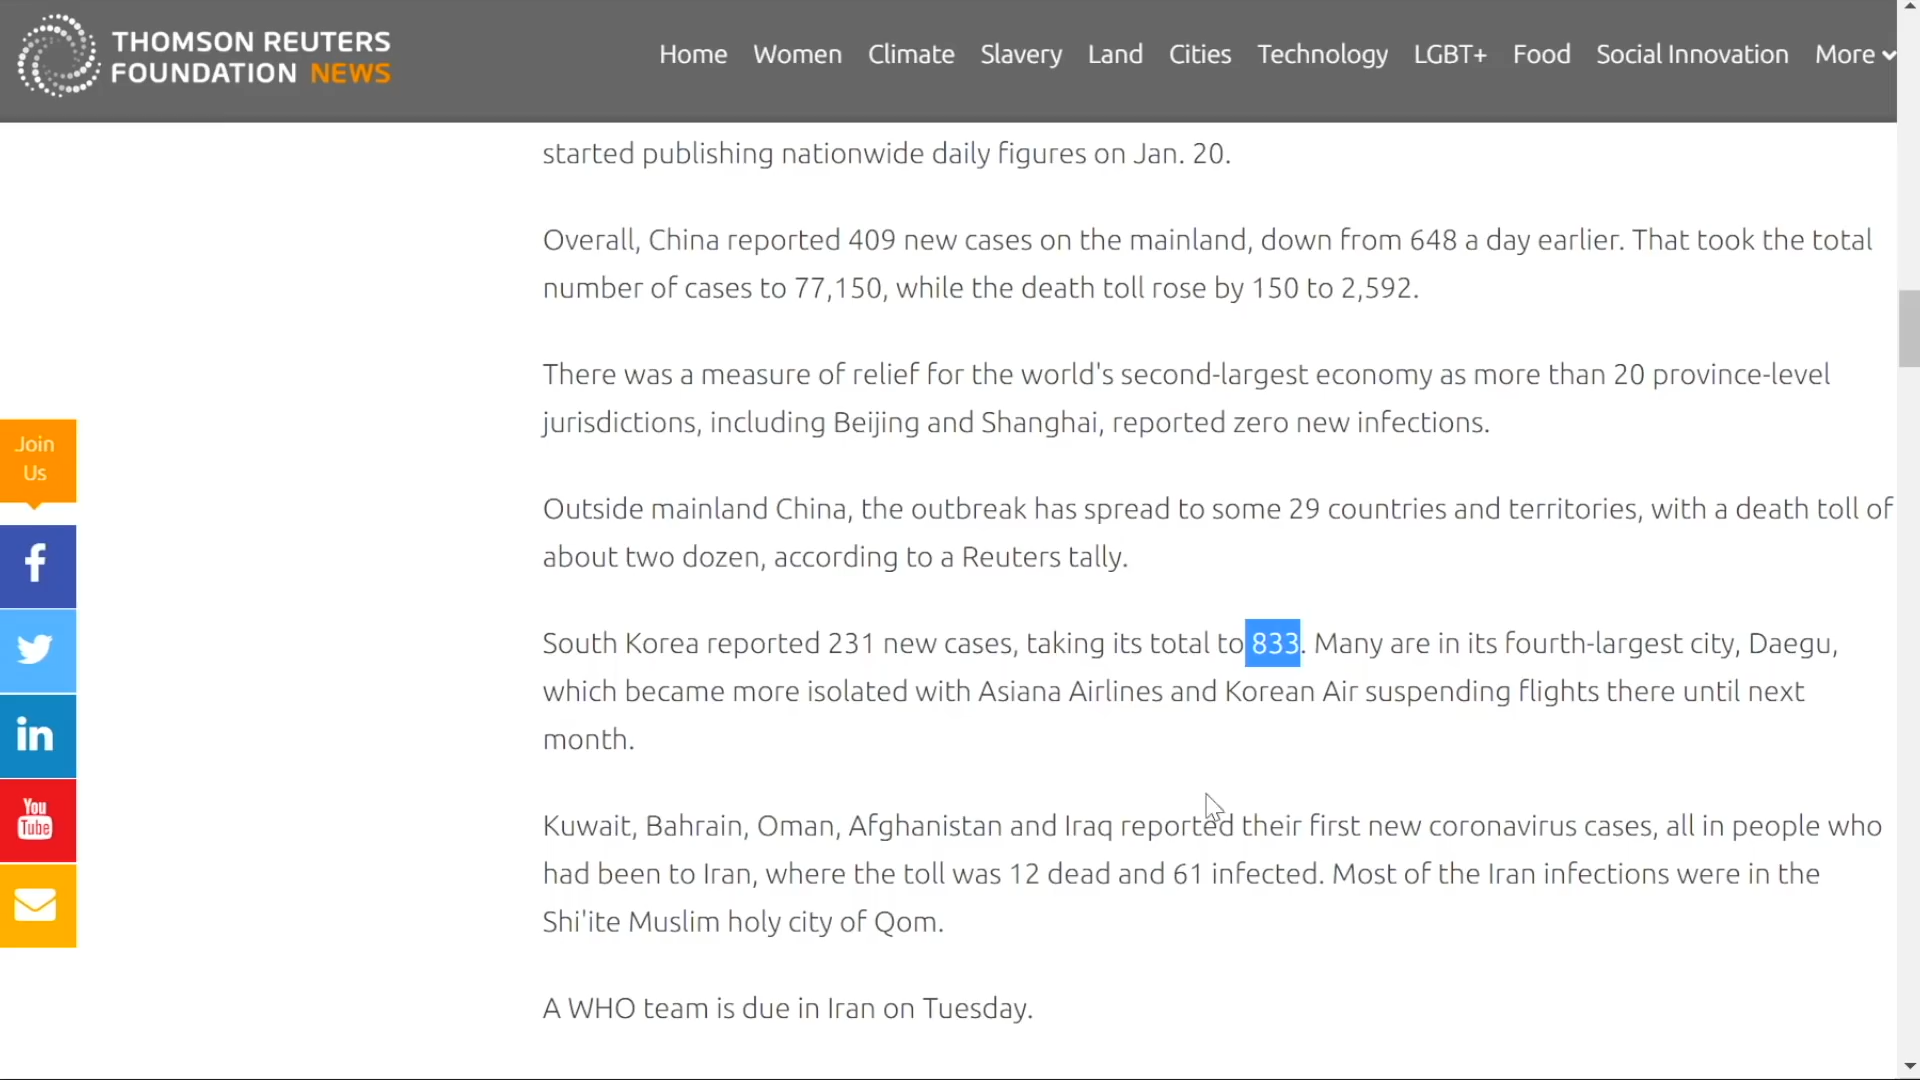 THOMSON REUTERS
FOUNDATION NEWS
Home Women Climate Slavery Land Cities Technology LGBT+ Food Social Innovation More
started publishing nationwide daily figures on Jan. 20.
Overall, China reported 409 new cases on the mainland, down from 648 a day earlier. That took the total
number of cases to 77,150, while the death toll rose by 150 to 2,592.
There was a measure of relief for the world's second-largest economy as more than 20 province-level
jurisdictions, including Beijing and Shanghai, reported zero new infections.
Join
Us
Outside mainland China, the outbreak has spread to some 29 countries and territories, with a death toll of
about two dozen, according to a Reuters tally.
South Korea reported 231 new cases, taking its total to 833. Many are in its fourth-largest city, Daegu,
which became more isolated with Asiana Airlines and Korean Air suspending flights there until next
month.
You
Tube
Kuwait, Bahrain, Oman, Afghanistan and Iraq reported their first new coronavirus cases, all in people who
had been to Iran, where the toll was 12 dead and 61 infected. Most of the Iran infections were in the
Shi'ite Muslim holy city of Qom.
A WHO team is due in Iran on Tuesday.